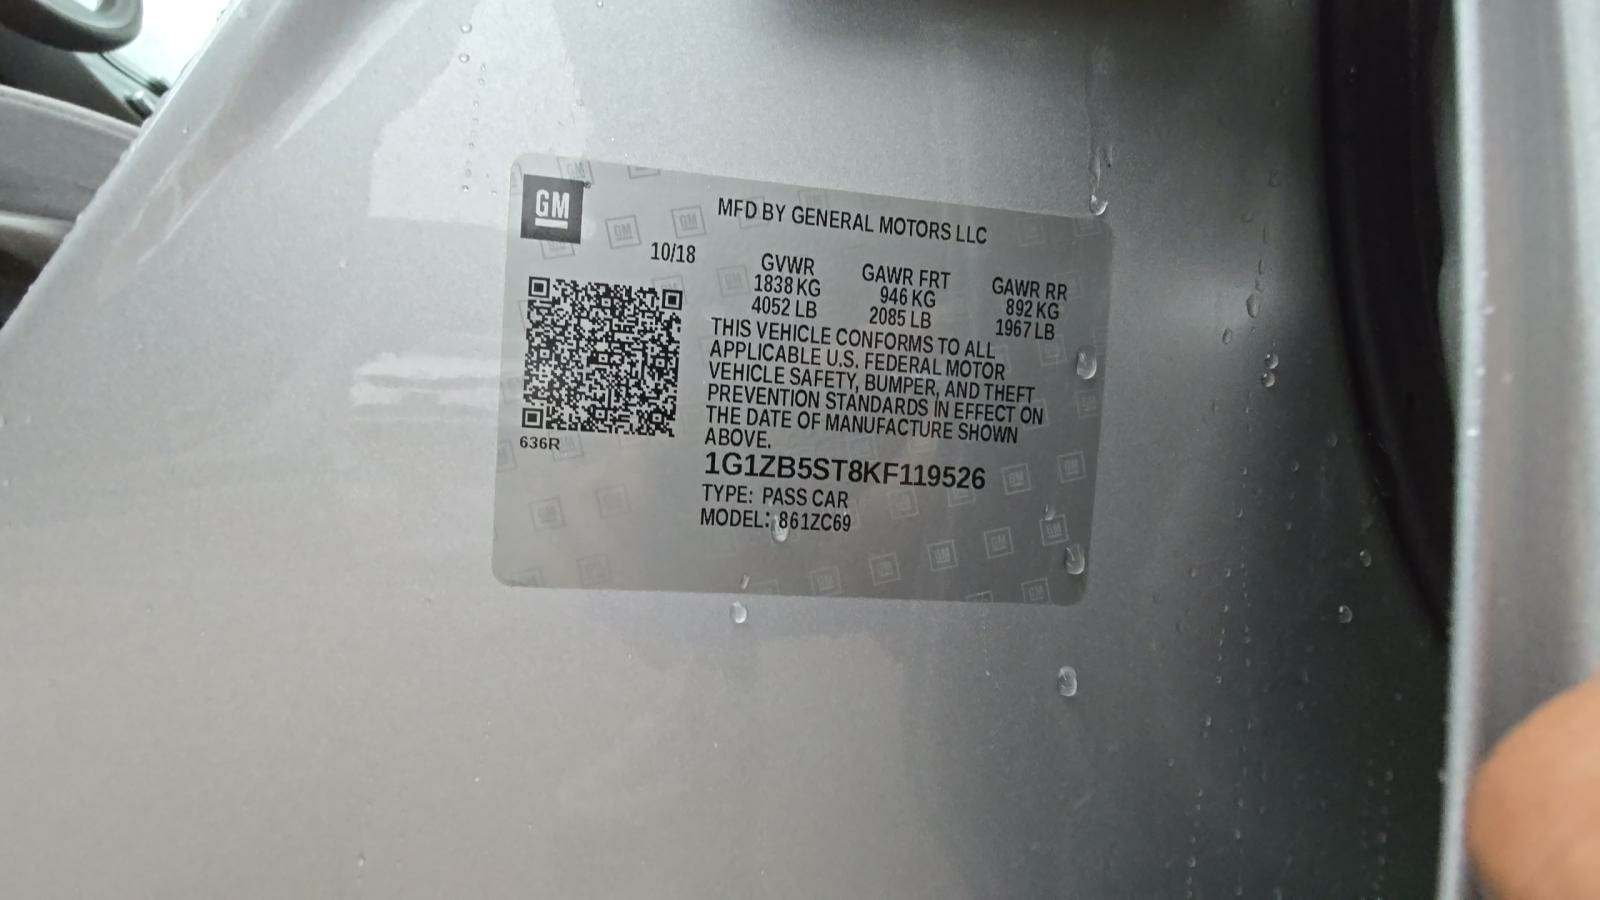 GM
MFD BY GENERAL MOTORS LLC
10/18
GVWR GAWR FRT GAWR RR
1838 KG 946 KG 892 KG
4052 LB 2085 LB 1967 LB
THIS VEHICLE CONFORMS TO ALL
APPLICABLE U.S. FEDERAL MOTOR
VEHICLE SAFETY, BUMPER, AND THEFT
PREVENTION STANDARDS IN EFFECT ON
THE DATE OF MANUFACTURE SHOWN
ABOVE.
636R
1G1ZB5ST8KF119526
TYPE: PASS CAR
MODEL: 861ZC69